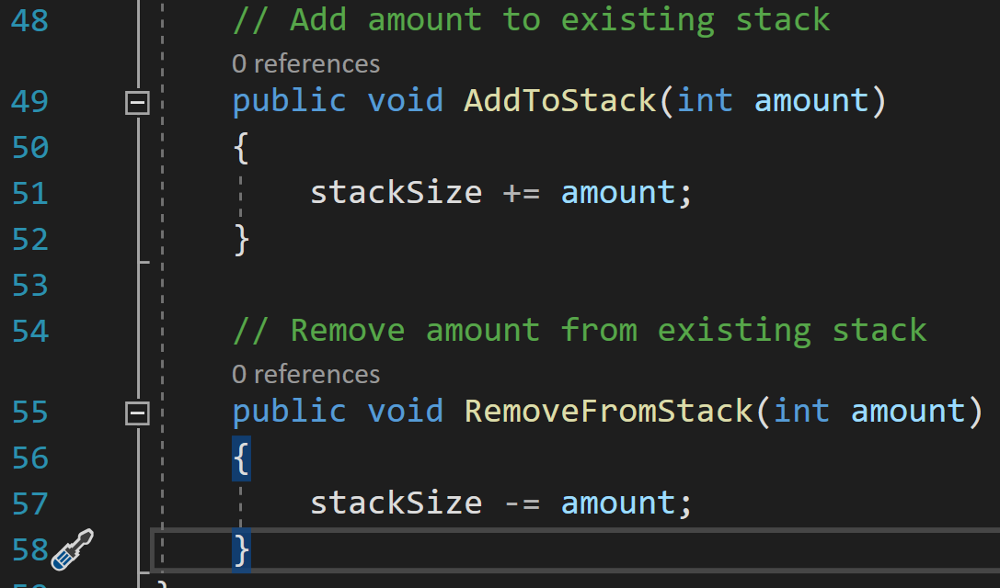 48 // Add amount to existing stack
0 references
49 public void AddToStack(int amount)
50 {
51 stackSize += amount;
52 }
53
54 // Remove amount from existing stack
0 references
55 public void RemoveFromStack(int amount)
56 {
57 stackSize -= amount;
58 }